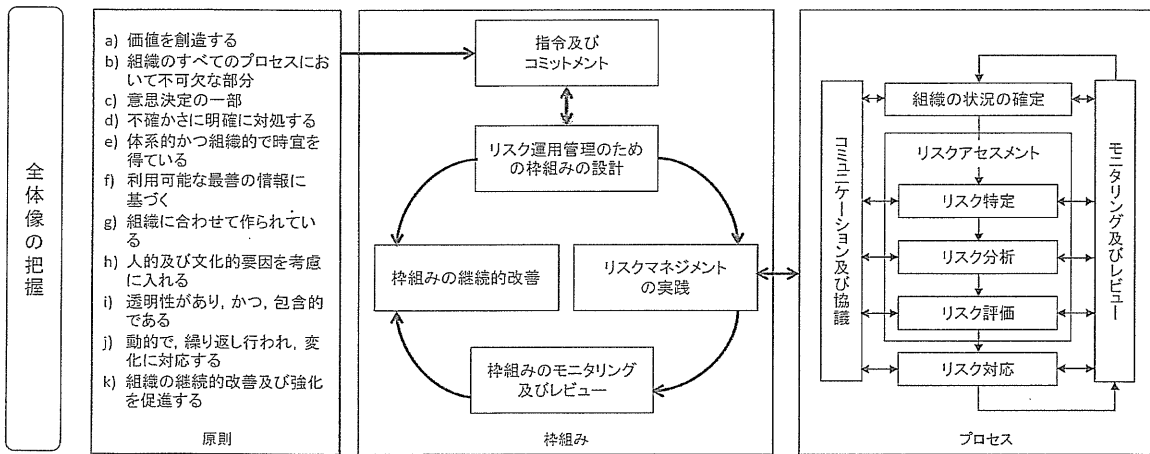 全体像の把握
a) 価値を創造する
b) 組織のすべてのプロセスにお
いて不可欠な部分
c) 意思決定の一部
d) 不確かさに明確に対処する
e) 体系的かつ組織的で時宜を
得ている
f) 利用可能な最善の情報に
基づく
g) 組織に合わせて作られてい
る
h) 人的及び文化的要因を考慮
に入れる
i) 透明性があり，かつ，包含的
である
j) 動的で，繰り返し行われ，変
化に対応する
k) 組織の継続的改善及び強化
を促進する
原則
指令及び
コミットメント
リスク運用管理のため
の枠組みの設計
枠組みの継続的改善
リスクマネジメント
の実践
枠組みのモニタリング
及びレビュー
枠組み
コミュニケーション及び協議
組織の状況の確定
リスクアセスメント
リスク特定
リスク分析
リスク評価
リスク対応
モニタリング及びレビュー
プロセス